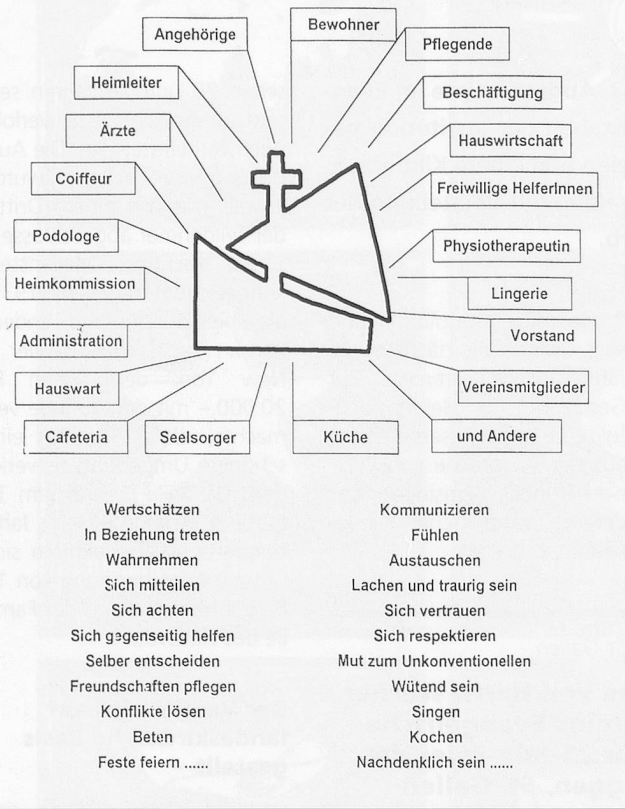 Bewohner
Angehörige
Pflegende
Heimleiter
Beschäftigung
Ärzte
Hauswirtschaft
Coiffeur
Freiwillige HelferInnen
Podologe
Physiotherapeutin
Heimkommission
Lingerie
Administration
Vorstand
Hauswart
Vereinsmitglieder
Cafeteria
Seelsorger
Küche
und Andere
Wertschätzen
In Beziehung treten
Wahrnehmen
Sich mitteilen
Sich achten
Sich gegenseitig helfen
Selber entscheiden
Freundschaften pflegen
Konflikte lösen
Beten
Feste feiern ......
Kommunizieren
Fühlen
Austauschen
Lachen und traurig sein
Sich vertrauen
Sich respektieren
Mut zum Unkonventionellen
Wütend sein
Singen
Kochen
Nachdenklich sein ......